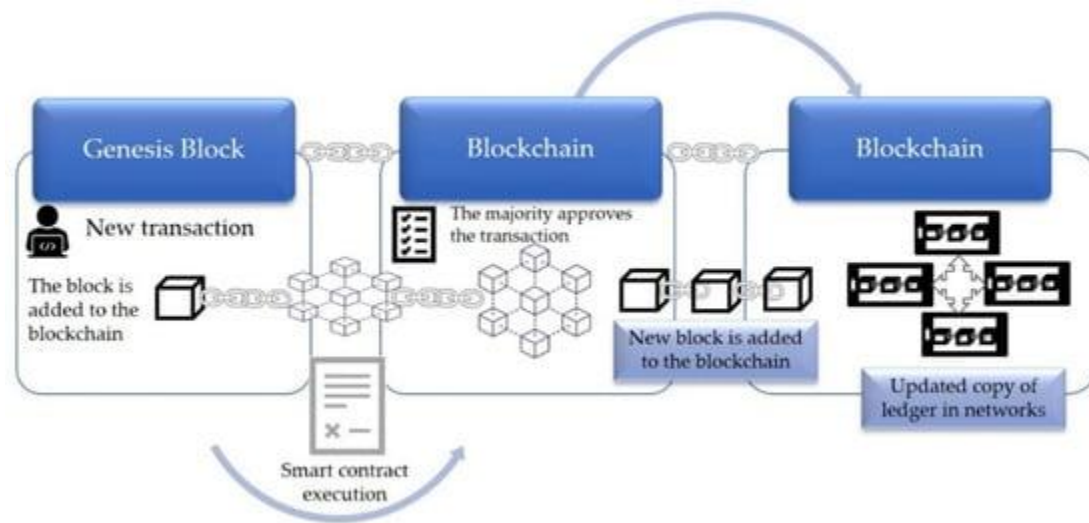 Genesis Block
Blockchain
Blockchain
New transaction
The block is
added to the
blockchain
The majority approves
the transaction
New block is added
to the blockchain
Updated copy of
ledger in networks
Smart contract
execution